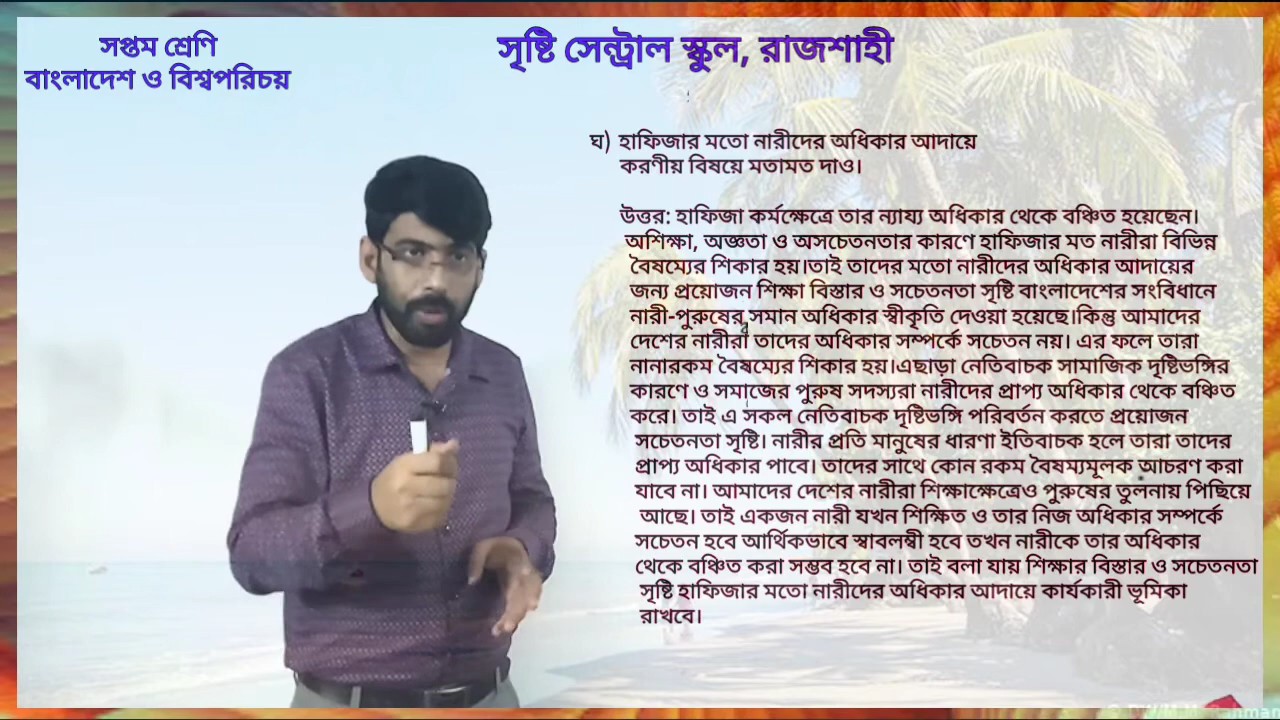 সপ্তম শ্রেণি
বাংলাদেশ ও বিশ্বপরিচয়
সৃষ্টি সেন্ট্রাল স্কুল, রাজশাহী
ঘ) হাফিজার মতো নারীদের অধিকার আদায়ে
করণীয় বিষয়ে মতামত দাও।
উত্তর: হাফিজা কর্মক্ষেত্রে তার ন্যায্য অধিকার থেকে বঞ্চিত হয়েছেন।
অশিক্ষা, অজ্ঞতা ও অসচেতনতার কারণে হাফিজার মত নারীরা বিভিন্ন
বৈষম্যের শিকার হয়।তাই তাদের মতো নারীদের অধিকার আদায়ের
জন্য প্রয়োজন শিক্ষা বিস্তার ও সচেতনতা সৃষ্টি বাংলাদেশের সংবিধানে
নারী-পুরুষের সমান অধিকার স্বীকৃতি দেওয়া হয়েছে।কিন্তু আমাদের
দেশের নারীরা তাদের অধিকার সম্পর্কে সচেতন নয়। এর ফলে তারা
নানারকম বৈষম্যের শিকার হয়।এছাড়া নেতিবাচক সামাজিক দৃষ্টিভঙ্গির
কারণে ও সমাজের পুরুষ সদস্যরা নারীদের প্রাপ্য অধিকার থেকে বঞ্চিত
করে। তাই এ সকল নেতিবাচক দৃষ্টিভঙ্গি পরিবর্তন করতে প্রয়োজন
সচেতনতা সৃষ্টি। নারীর প্রতি মানুষের ধারণা ইতিবাচক হলে তারা তাদের
প্রাপ্য অধিকার পাবে। তাদের সাথে কোন রকম বৈষম্যমূলক আচরণ করা
যাবে না। আমাদের দেশের নারীরা শিক্ষাক্ষেত্রেও পুরুষের তুলনায় পিছিয়ে
আছে। তাই একজন নারী যখন শিক্ষিত ও তার নিজ অধিকার সম্পর্কে
সচেতন হবে আর্থিকভাবে স্বাবলম্বী হবে তখন নারীকে তার অধিকার
থেকে বঞ্চিত করা সম্ভব হবে না। তাই বলা যায় শিক্ষার বিস্তার ও সচেতনতা
সৃষ্টি হাফিজার মতো নারীদের অধিকার আদায়ে কার্যকারী ভূমিকা
রাখবে।